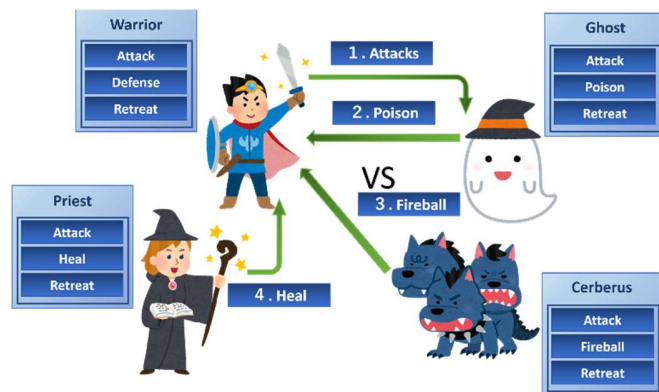 Warrior
Attack
Defense
Retreat
1. Attacks
Ghost
Attack
Poison
Retreat
2. Poison
VS
3. Fireball
Priest
Attack
Heal
Retreat
4. Heal
Cerberus
Attack
Fireball
Retreat